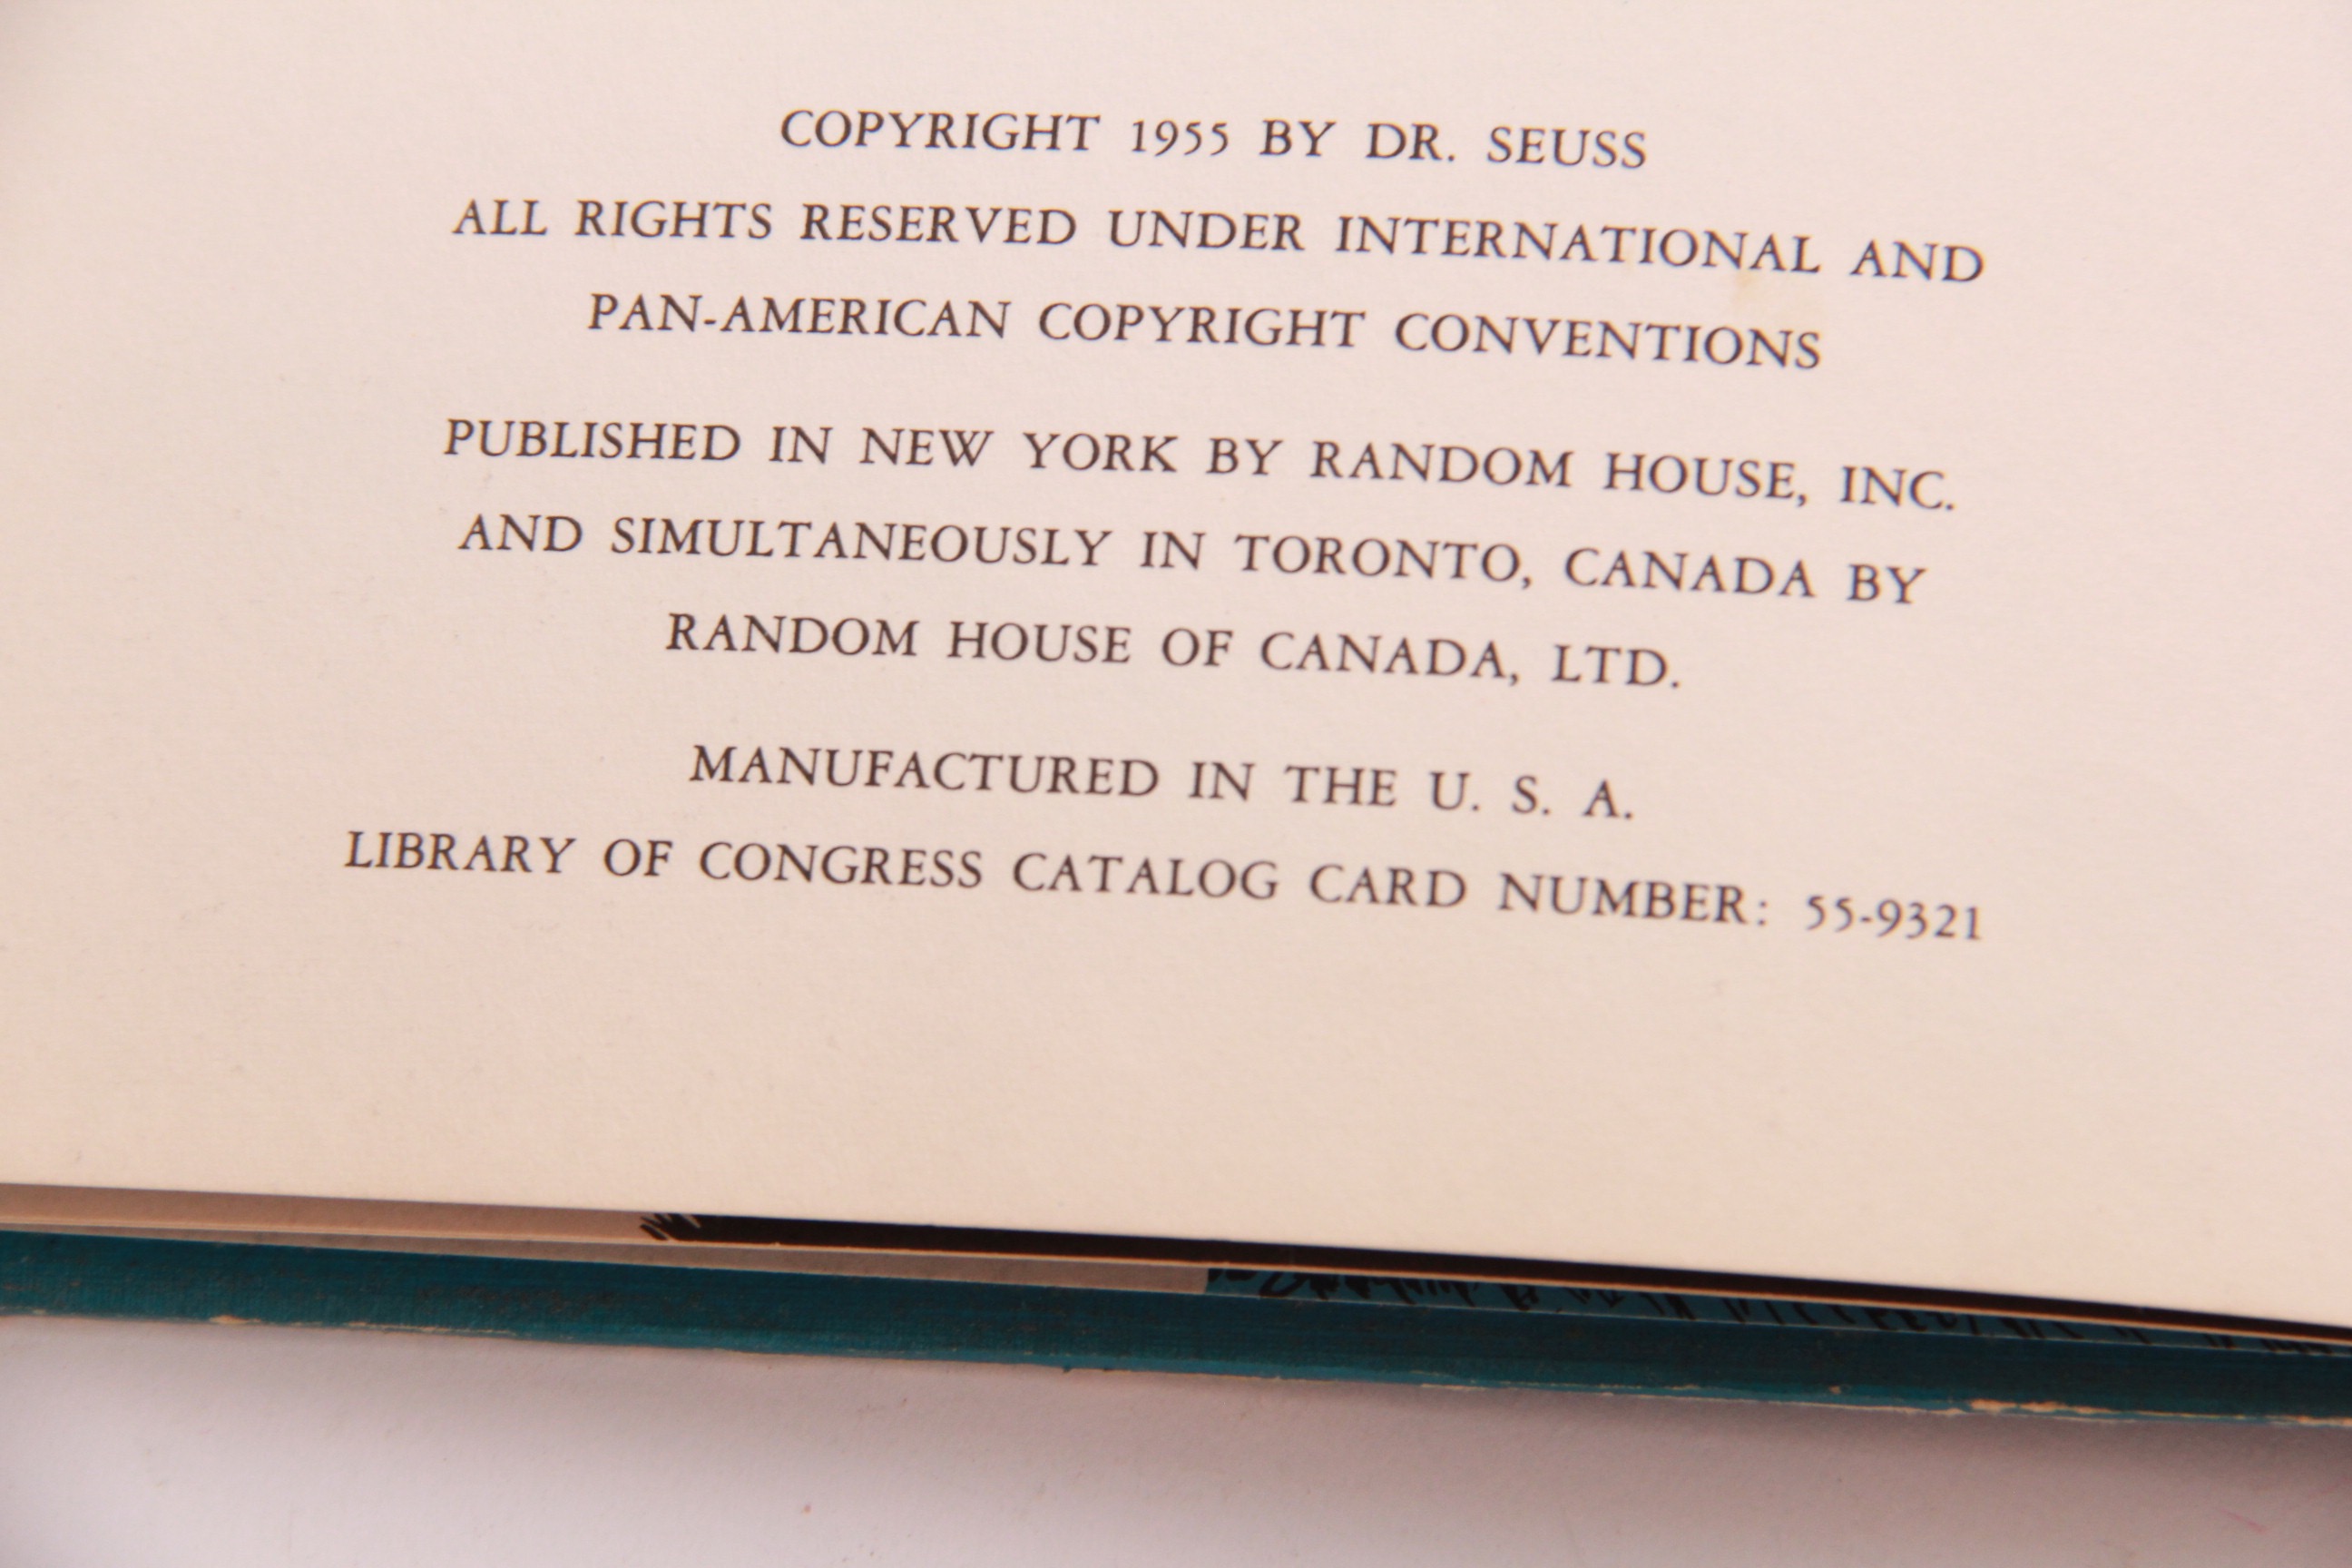 COPYRIGHT 1955 BY DR. SEUSS
ALL RIGHTS RESERVED UNDER INTERNATIONAL AND
PAN-AMERICAN COPYRIGHT CONVENTIONS
PUBLISHED IN NEW YORK BY RANDOM HOUSE, INC.
AND SIMULTANEOUSLY IN TORONTO, CANADA BY
RANDOM HOUSE OF CANADA, LTD.
MANUFACTURED IN THE U. S. A.
LIBRARY OF CONGRESS CATALOG CARD NUMBER: 55-9321